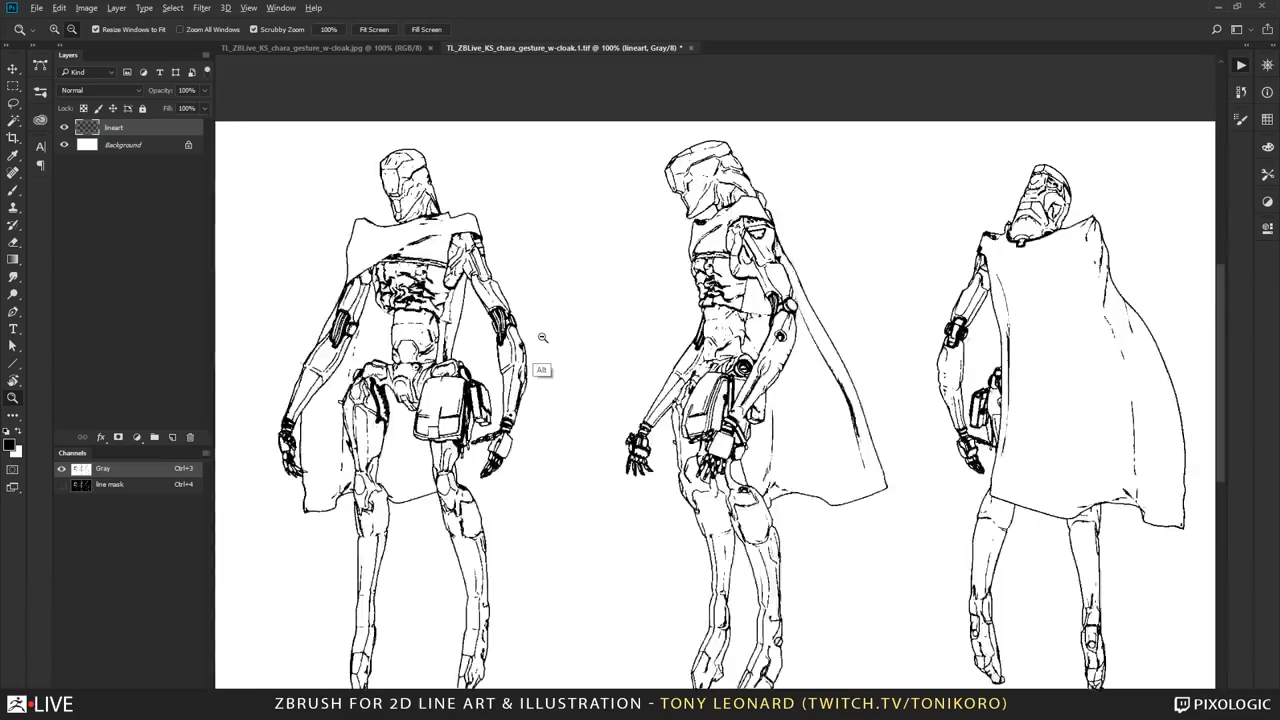 Ps File Edit Image Layer Type Select Filter 3D View Window Help
Resize Windows to Fit Zoom All Windows Scrubby Zoom 100% Fit Screen Fill Screen
TL_ZBLive_KS_chara_gesture_w-cloak.jpg @ 100% (RGB/8) × TL_ZBLive_KS_chara_gesture_w-cloak.1.tif @ 100% (lineart, Gray/8) * ×
Layers
Kind
Normal Opacity: 100%
Lock: Fill: 100%
lineart
Background
fx
Channels
Gray Ctrl+3
line mask Ctrl+4
Alt
LIVE ZBRUSH FOR 2D LINE ART & ILLUSTRATION - TONY LEONARD (TWITCH.TV/TONIKORO) PIXOLOGIC